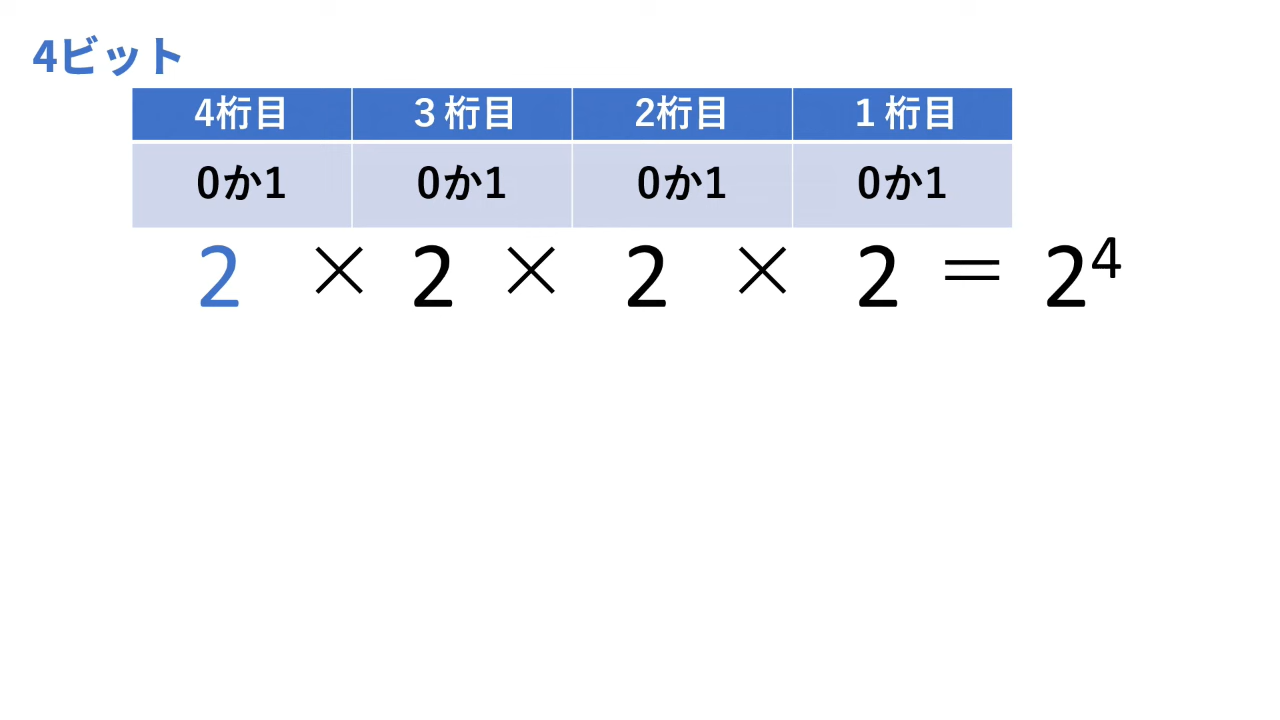 4ビット
4桁目 3桁目 2桁目 1桁目
0か1 0か1 0か1 0か1
2 × 2 × 2 × 2 = 2⁴